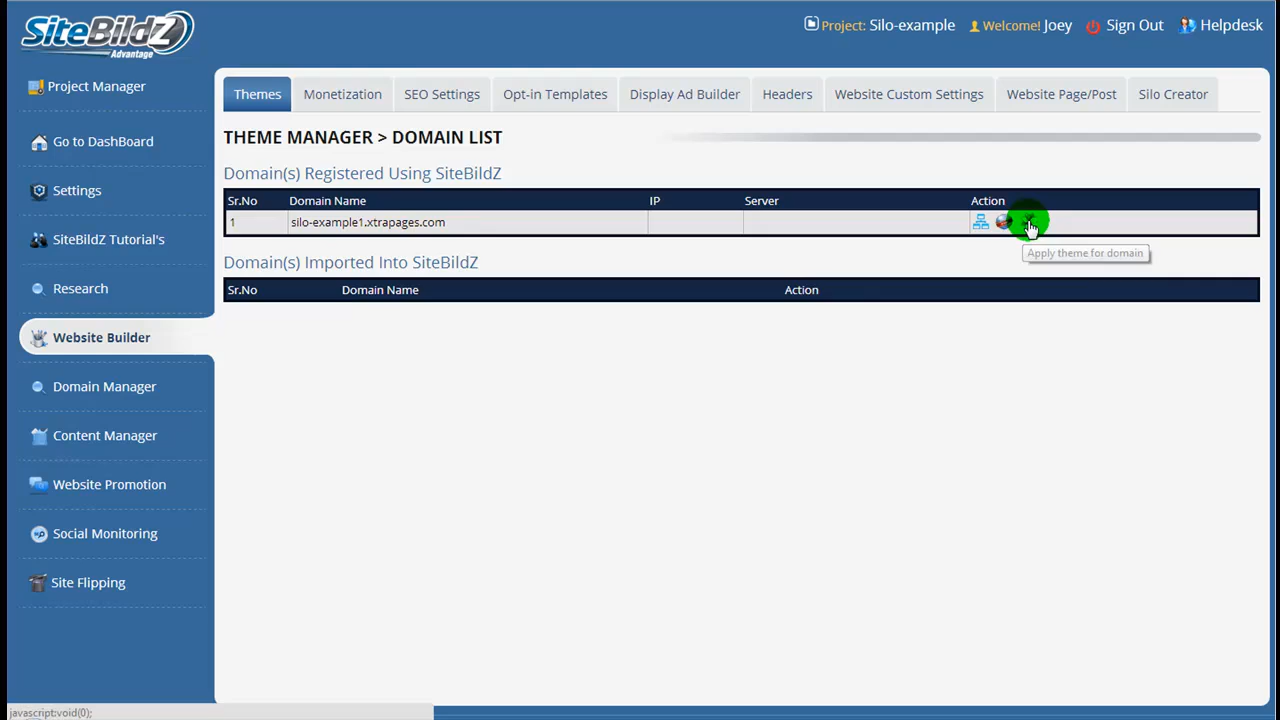 SiteBildZ
Advantage
Project: Silo-example
Welcome! Joey
Sign Out
Helpdesk
Project Manager
Go to DashBoard
Settings
SiteBildZ Tutorial's
Research
Website Builder
Domain Manager
Content Manager
Website Promotion
Social Monitoring
Site Flipping
Themes Monetization SEO Settings Opt-in Templates Display Ad Builder Headers Website Custom Settings Website Page/Post Silo Creator
THEME MANAGER > DOMAIN LIST
Domain(s) Registered Using SiteBildZ
Sr.No Domain Name IP Server Action
1 silo-example1.xtrapages.com
Apply theme for domain
Domain(s) Imported Into SiteBildZ
Sr.No Domain Name Action
javascript:void(0);